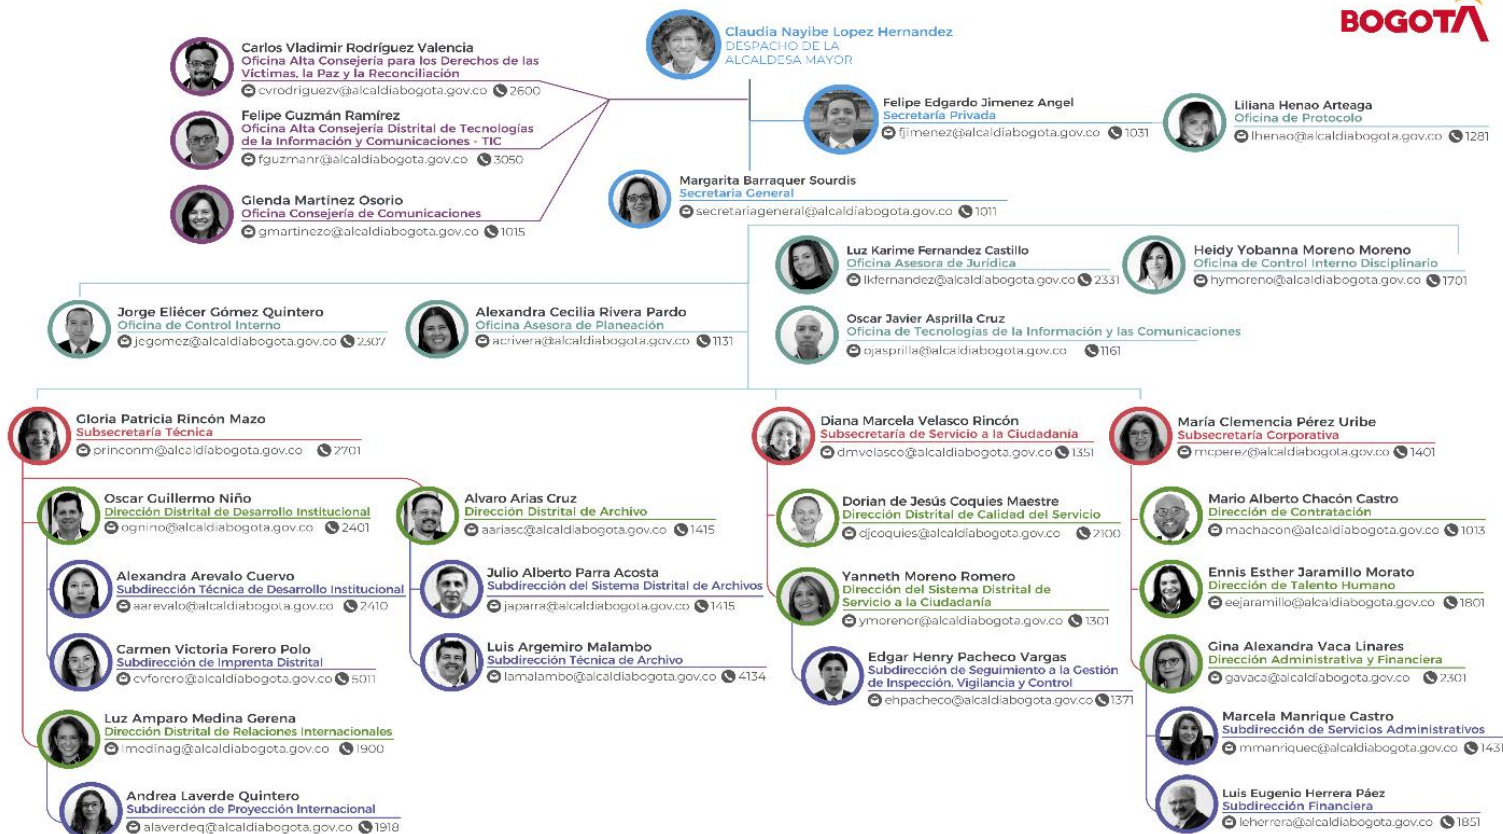 BOGOTA
Claudia Nayibe Lopez Hernandez
DESPACHO DE LA
ALCALDESA MAYOR
Carlos Vladimir Rodríguez Valencia
Oficina Alta Consejería para los Derechos de las
Víctimas, la Paz y la Reconciliación
cvrodriguezv@alcaldiabogota.gov.co 2600
Felipe Guzmán Ramírez
Oficina Alta Consejería Distrital de Tecnologías
de la Información y Comunicaciones - TIC
fguzmanr@alcaldiabogota.gov.co 3050
Glenda Martínez Osorio
Oficina Consejería de Comunicaciones
gmartinezo@alcaldiabogota.gov.co 1015
Felipe Edgardo Jimenez Angel
Secretaría Privada
fjimenez@alcaldiabogota.gov.co 1031
Liliana Henao Arteaga
Oficina de Protocolo
lhenao@alcaldiabogota.gov.co 1281
Margarita Barraquer Sourdis
Secretaria General
secretariageneral@alcaldiabogota.gov.co 1011
Luz Karime Fernandez Castillo
Oficina Asesora de Jurídica
lkfernandez@alcaldiabogota.gov.co 2331
Heidy Yobanna Moreno Moreno
Oficina de Control Interno Disciplinario
hymoreno@alcaldiabogota.gov.co 1701
Jorge Eliécer Gómez Quintero
Oficina de Control Interno
jegomez@alcaldiabogota.gov.co 2307
Alexandra Cecilia Rivera Pardo
Oficina Asesora de Planeación
acrivera@alcaldiabogota.gov.co 1131
Oscar Javier Asprilla Cruz
Oficina de Tecnologías de la Información y las Comunicaciones
ojasprilla@alcaldiabogota.gov.co 1161
Gloria Patricia Rincón Mazo
Subsecretaría Técnica
princonm@alcaldiabogota.gov.co 2701
Oscar Guillermo Niño
Dirección Distrital de Desarrollo Institucional
ognino@alcaldiabogota.gov.co 2401
Alexandra Arevalo Cuervo
Subdirección Técnica de Desarrollo Institucional
aarevalo@alcaldiabogota.gov.co 2410
Carmen Victoria Forero Polo
Subdirección de Imprenta Distrital
cvforero@alcaldiabogota.gov.co 5011
Luz Amparo Medina Gerena
Dirección Distrital de Relaciones Internacionales
lmedinag@alcaldiabogota.gov.co 1900
Andrea Laverde Quintero
Subdirección de Proyección Internacional
alaverdeq@alcaldiabogota.gov.co 1918
Alvaro Arias Cruz
Dirección Distrital de Archivo
aariasc@alcaldiabogota.gov.co 1415
Julio Alberto Parra Acosta
Subdirección del Sistema Distrital de Archivos
japarra@alcaldiabogota.gov.co 1415
Luis Argemiro Malambo
Subdirección Técnica de Archivo
lamalambo@alcaldiabogota.gov.co 4134
Diana Marcela Velasco Rincón
Subsecretaría de Servicio a la Ciudadanía
dmvelasco@alcaldiabogota.gov.co 1351
Dorian de Jesús Coquies Maestre
Dirección Distrital de Calidad del Servicio
djcoquies@alcaldiabogota.gov.co 2100
Yanneth Moreno Romero
Dirección del Sistema Distrital de
Servicio a la Ciudadanía
ymorenor@alcaldiabogota.gov.co 1301
Edgar Henry Pacheco Vargas
Subdirección de Seguimiento a la Gestión
de Inspección, Vigilancia y Control
ehpacheco@alcaldiabogota.gov.co 1371
María Clemencia Pérez Uribe
Subsecretaría Corporativa
mcperez@alcaldiabogota.gov.co 1401
Mario Alberto Chacón Castro
Dirección de Contratación
machacon@alcaldiabogota.gov.co 1013
Ennis Esther Jaramillo Morato
Dirección de Talento Humano
eejaramillo@alcaldiabogota.gov.co 1801
Gina Alexandra Vaca Linares
Dirección Administrativa y Financiera
gavaca@alcaldiabogota.gov.co 2301
Marcela Manrique Castro
Subdirección de Servicios Administrativos
mmanriquec@alcaldiabogota.gov.co 1431
Luis Eugenio Herrera Páez
Subdirección Financiera
leherrera@alcaldiabogota.gov.co 1851